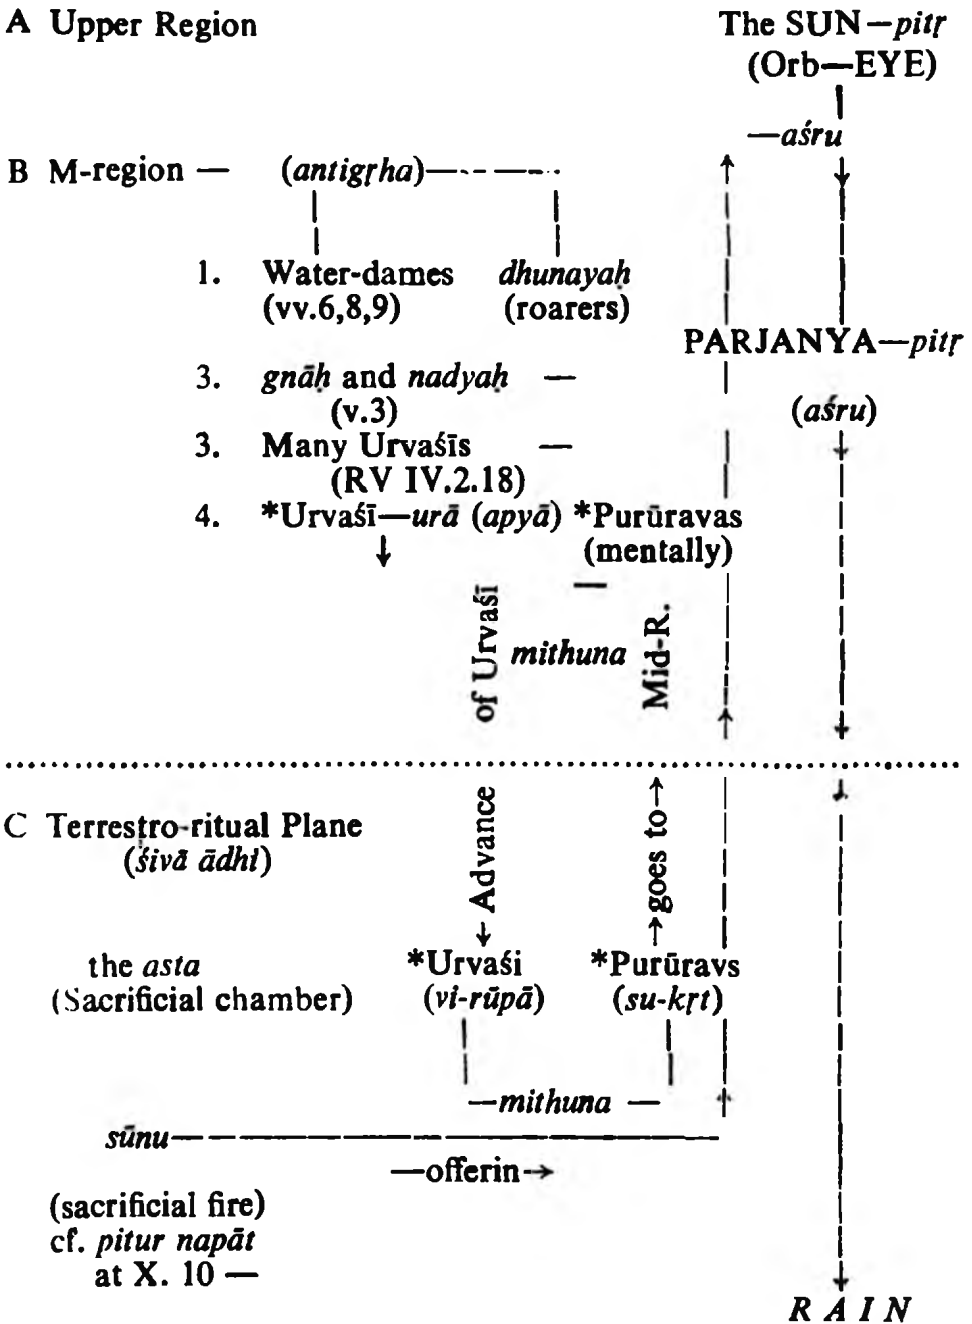 A Upper Region
The SUN—pitṛ
(Orb—EYE)
—aśru
B M-region — (antigṛha)
1. Water-dames dhunayaḥ
(vv.6,8,9) (roarers)
PARJANYA—pitṛ
3. gnāḥ and nadyaḥ —
(v.3)
(aśru)
3. Many Urvaśīs —
(RV IV.2.18)
4. *Urvaśī—urā (apyā) *Purūravas
(mentally)
of Urvaśī
mithuna
Mid-R.
C Terrestro-ritual Plane
(śivā ādhi)
Advance
goes to
the asta
(Sacrificial chamber)
*Urvaśi *Purūravs
(vi-rūpā) (su-kṛt)
—mithuna —
sūnu
—offerin→
(sacrificial fire)
cf. pitur napāt
at X. 10 —
RAIN